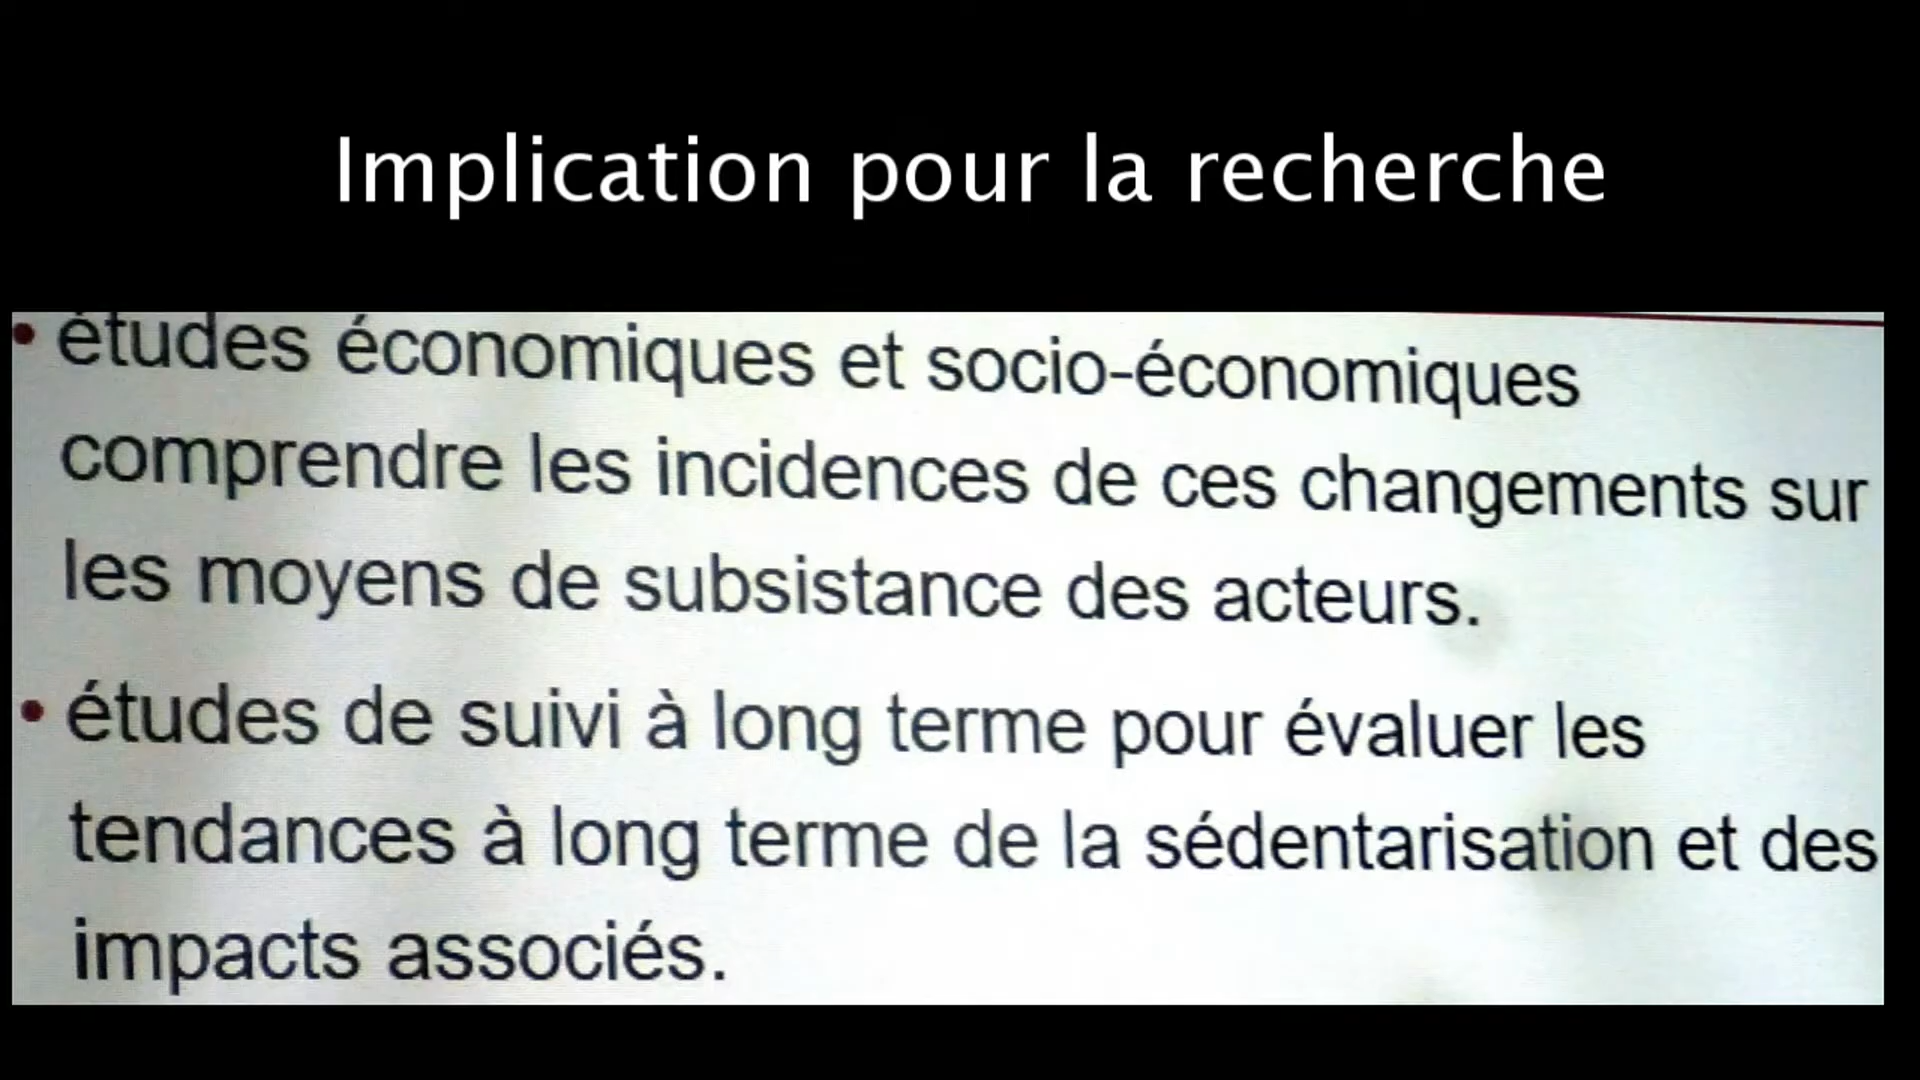 Implication pour la recherche
• études économiques et socio-économiques
comprendre les incidences de ces changements sur
les moyens de subsistance des acteurs.
• études de suivi à long terme pour évaluer les
tendances à long terme de la sédentarisation et des
impacts associés.